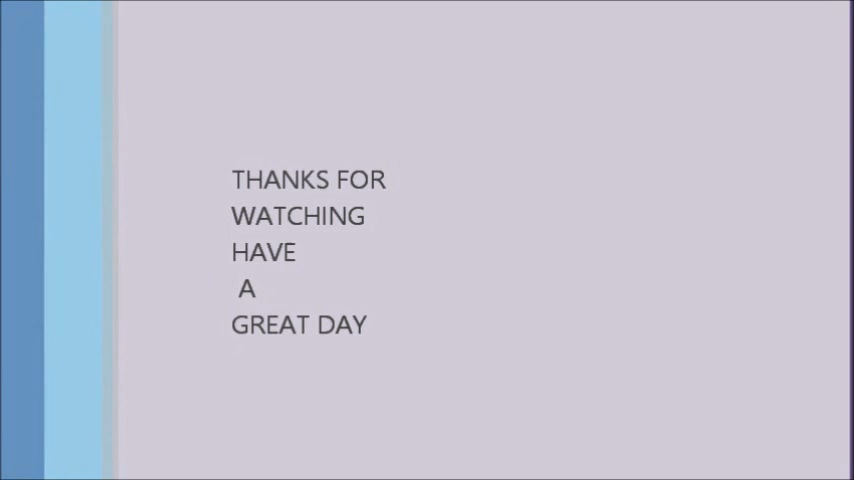 THANKS FOR
WATCHING
HAVE
A
GREAT DAY